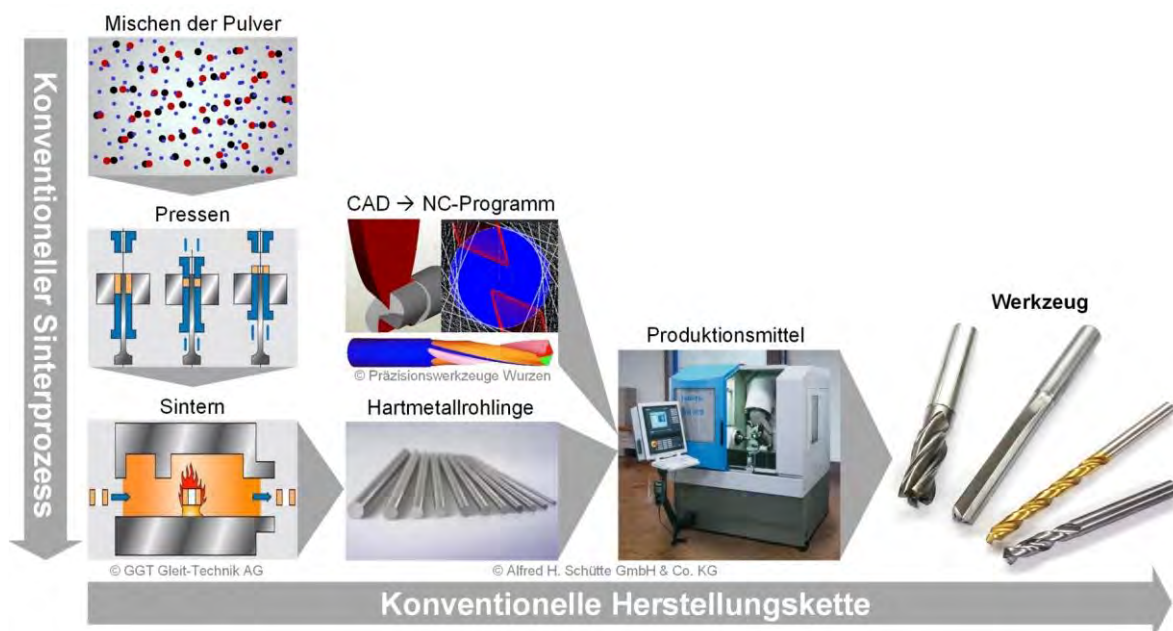 Mischen der Pulver
Konventioneller Sinterprozess
Pressen
CAD → NC-Programm
© Präzisionswerkzeuge Wurzen
Sintern
Hartmetallrohlinge
Produktionsmittel
Werkzeug
© GGT Gleit-Technik AG
© Alfred H. Schütte GmbH & Co. KG
Konventionelle Herstellungskette